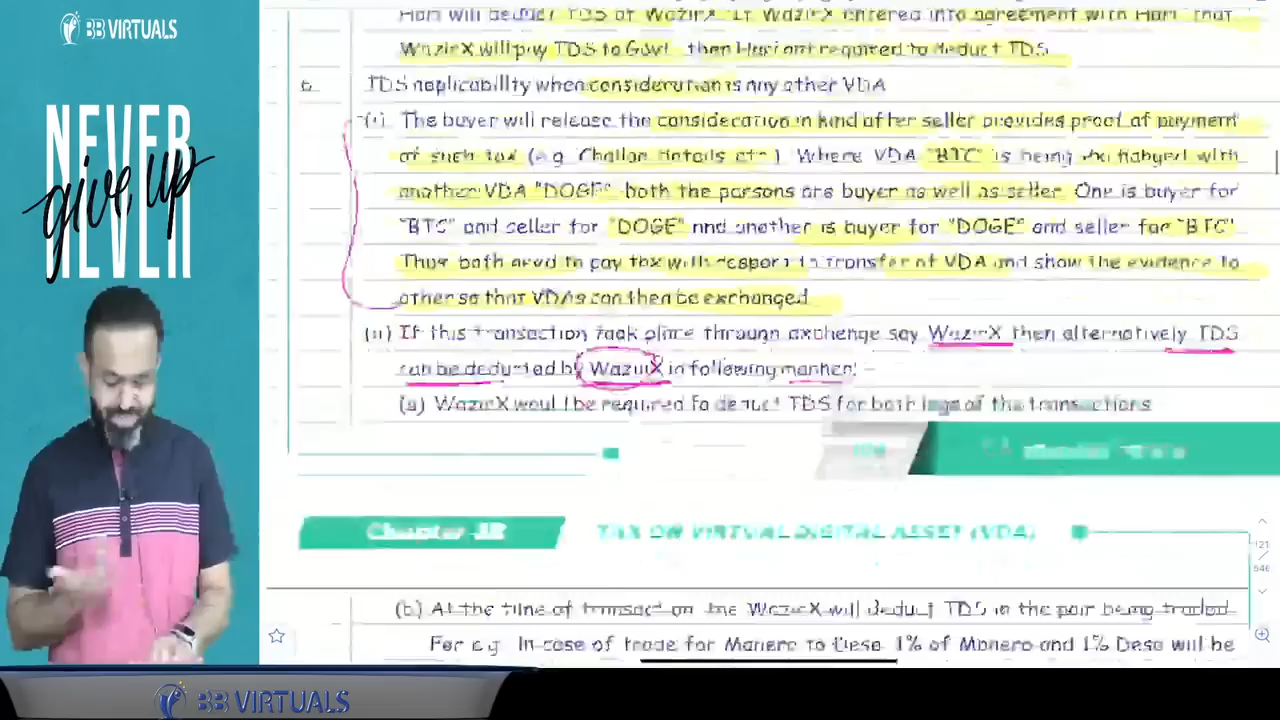 BB VIRTUALS
NEVER
give up
NEVER
Hari will deduct TDS of WazirX. If WazirX entered into agreement with Hari that
WazirX will pay TDS to Govt. then Hari not required to deduct TDS.
6. TDS applicability when consideration is any other VDA
(i) The buyer will release the consideration in kind after seller provides proof of payment
of such tax (e.g. Challan details etc.). Where VDA "BTC" is being exchanged with
another VDA "DOGE" both the persons are buyer as well as seller. One is buyer for
"BTC" and seller for "DOGE" and another is buyer for "DOGE" and seller for "BTC"
Thus both need to pay tax with respect to transfer of VDA and show the evidence to
other so that VDAs can then be exchanged
(ii) If this transaction took place through exchange say WazirX then alternatively TDS
can be deducted by WazirX in following manner: -
(a) WazirX would be required to deduct TDS for both legs of the transactions
Chapter
TAX ON VIRTUAL DIGITAL ASSET (VDA)
121
/
546
(b) At the time of transaction the WazirX will deduct TDS in the pair being traded
For e.g. In case of trade for Monero to 1% of Monero and 1% will be
BB VIRTUALS